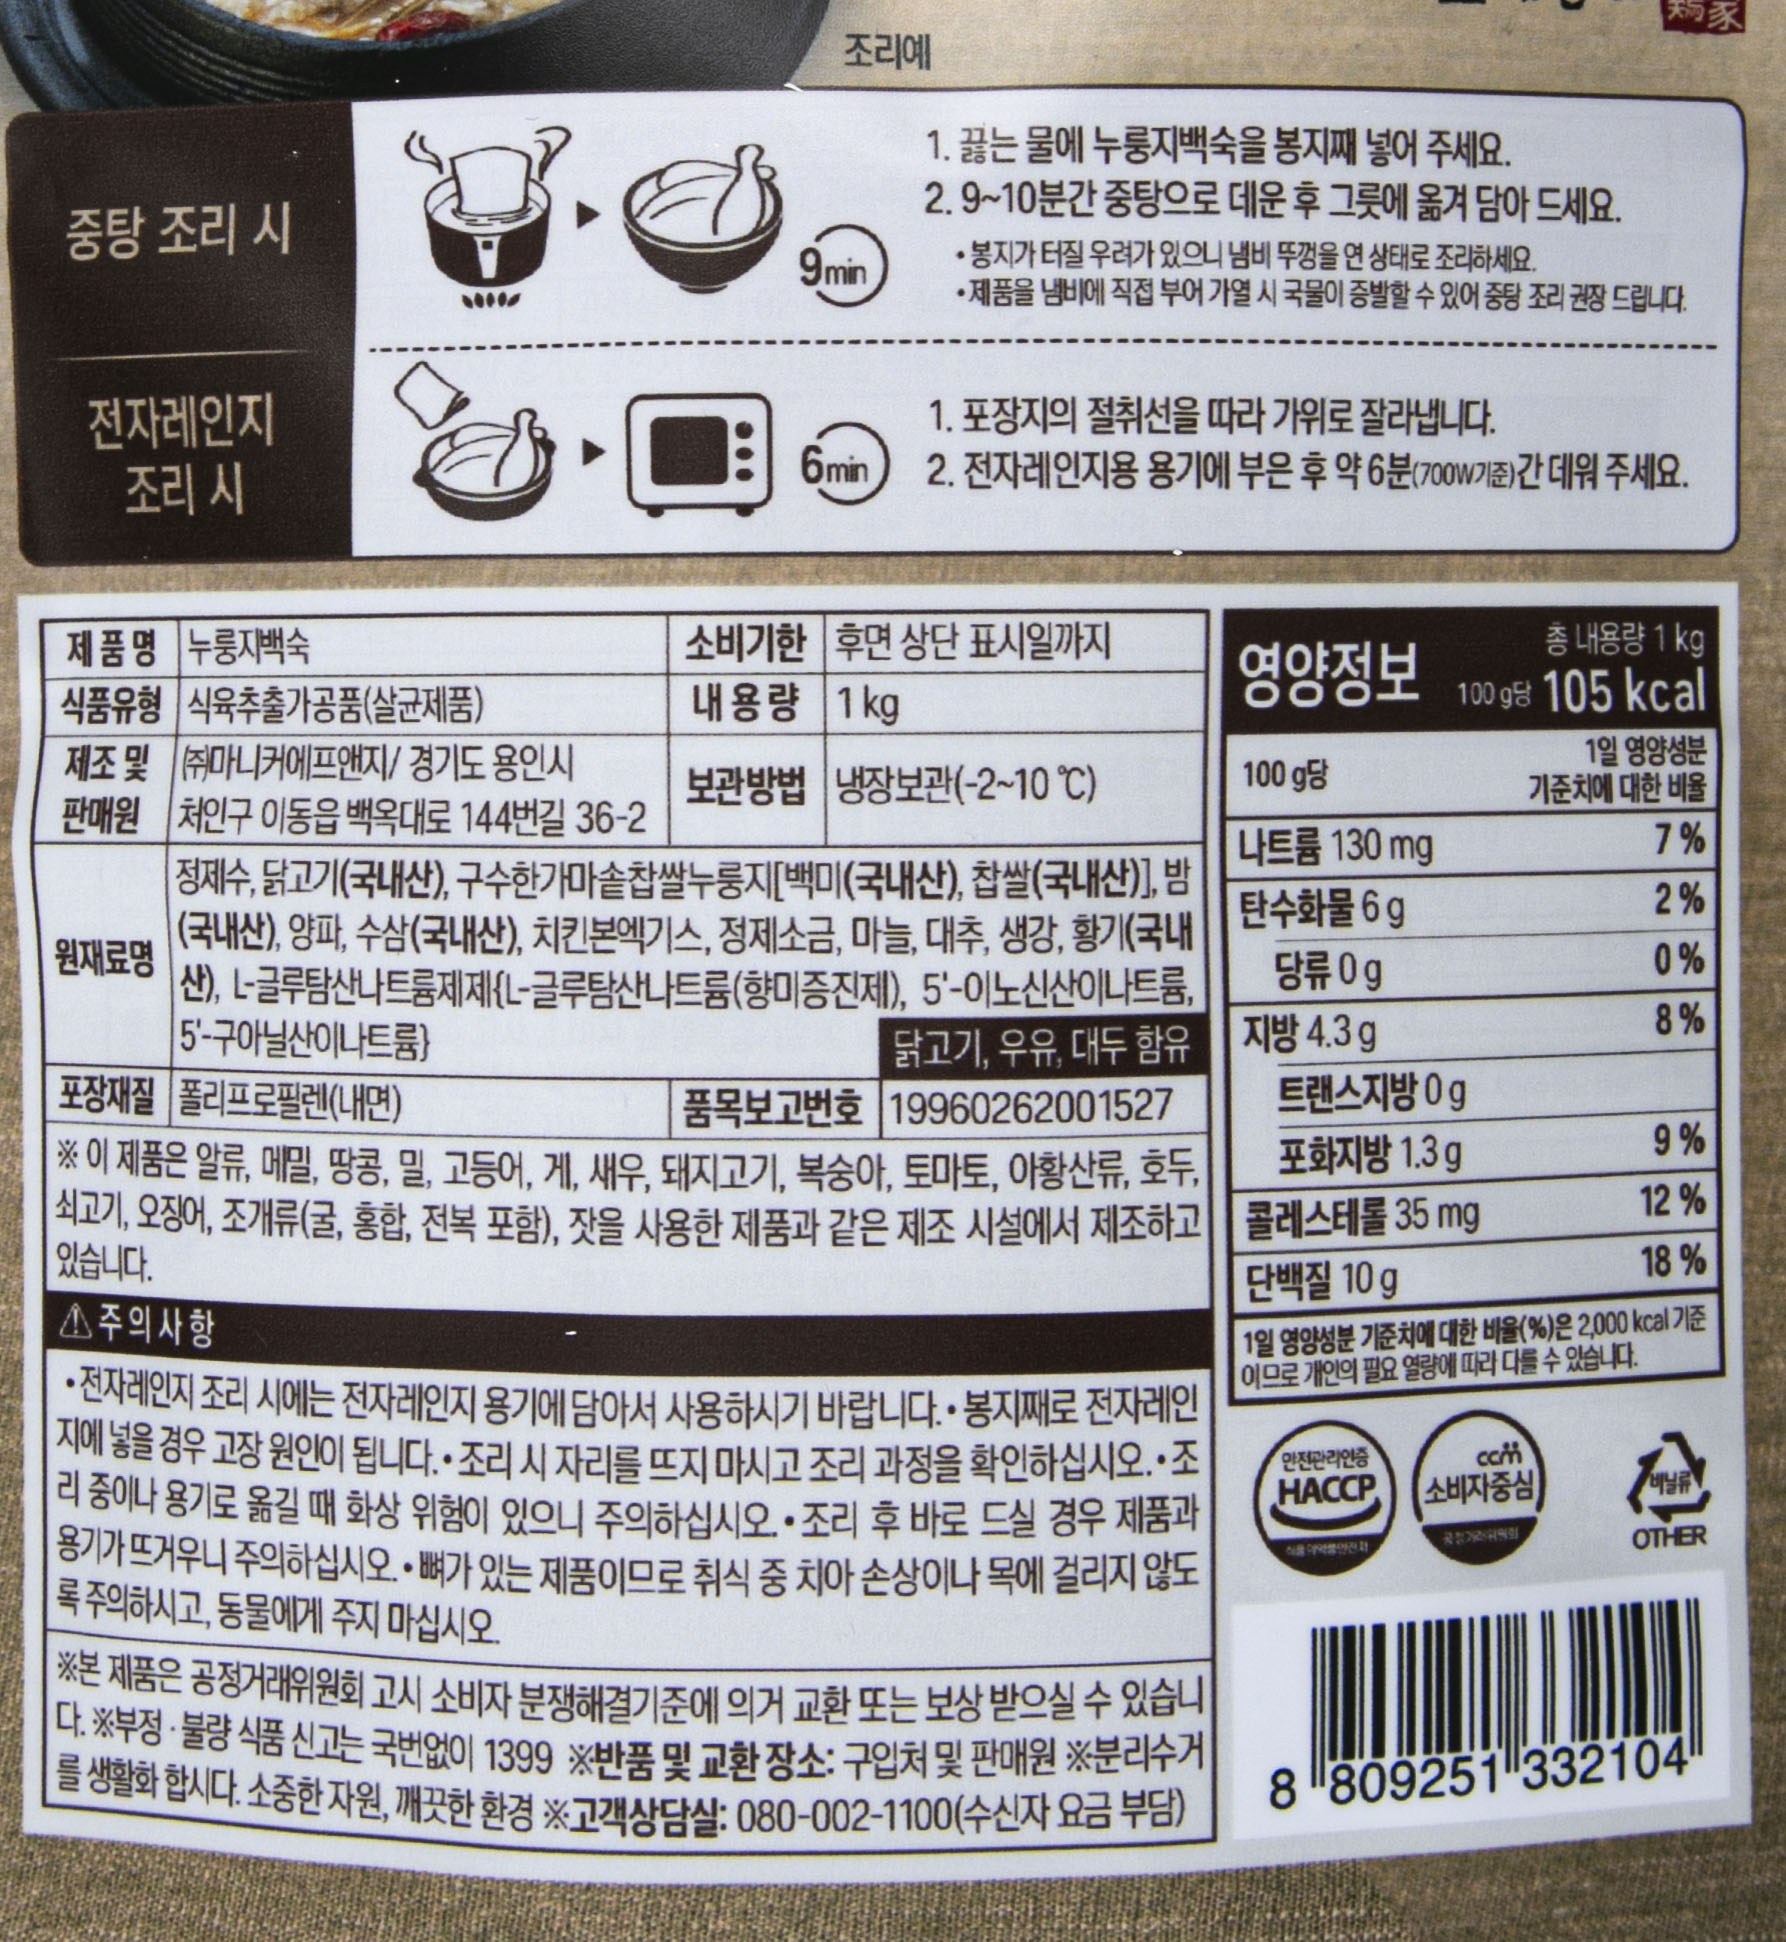 鶏家
조리예
중탕 조리 시
9min
1. 끓는 물에 누룽지백숙을 봉지째 넣어 주세요.
2. 9~10분간 중탕으로 데운 후 그릇에 옮겨 담아 드세요.
• 봉지가 터질 우려가 있으니 냄비 뚜껑을 연 상태로 조리하세요.
• 제품을 냄비에 직접 부어 가열 시 국물이 증발할 수 있어 중탕 조리 권장 드립니다.
전자레인지
조리 시
6min
1. 포장지의 절취선을 따라 가위로 잘라냅니다.
2. 전자레인지용 용기에 부은 후 약 6분(700W기준)간 데워 주세요.
제품명 누룽지백숙 소비기한 후면 상단 표시일까지
식품유형 식육추출가공품(살균제품) 내용량 1 kg
제조 및 ㈜마니커에프앤지/ 경기도 용인시
판매원 처인구 이동읍 백옥대로 144번길 36-2
보관방법 냉장보관(-2~10 ℃)
원재료명
정제수, 닭고기(국내산), 구수한가마솥찹쌀누룽지[백미(국내산), 찹쌀(국내산)], 밤
(국내산), 양파, 수삼(국내산), 치킨본엑기스, 정제소금, 마늘, 대추, 생강, 황기(국내
산), L-글루탐산나트륨제제{L-글루탐산나트륨(향미증진제), 5'-이노신산이나트륨,
5'-구아닐산이나트륨}
닭고기, 우유, 대두 함유
포장재질 폴리프로필렌(내면) 품목보고번호 19960262001527
※ 이 제품은 알류, 메밀, 땅콩, 밀, 고등어, 게, 새우, 돼지고기, 복숭아, 토마토, 아황산류, 호두,
쇠고기, 오징어, 조개류(굴, 홍합, 전복 포함), 잣을 사용한 제품과 같은 제조 시설에서 제조하고
있습니다.
⚠ 주의사항
• 전자레인지 조리 시에는 전자레인지 용기에 담아서 사용하시기 바랍니다. • 봉지째로 전자레인
지에 넣을 경우 고장 원인이 됩니다. • 조리 시 자리를 뜨지 마시고 조리 과정을 확인하십시오. • 조
리 중이나 용기로 옮길 때 화상 위험이 있으니 주의하십시오. • 조리 후 바로 드실 경우 제품과
용기가 뜨거우니 주의하십시오. • 뼈가 있는 제품이므로 취식 중 치아 손상이나 목에 걸리지 않도
록 주의하시고, 동물에게 주지 마십시오.
※본 제품은 공정거래위원회 고시 소비자 분쟁해결기준에 의거 교환 또는 보상 받으실 수 있습니
다. ※부정 · 불량 식품 신고는 국번없이 1399 ※반품 및 교환 장소: 구입처 및 판매원 ※분리수거
를 생활화 합시다. 소중한 자원, 깨끗한 환경 ※고객상담실: 080-002-1100(수신자 요금 부담)
영양정보
총 내용량 1 kg
100 g당 105 kcal
100 g당
1일 영양성분
기준치에 대한 비율
나트륨 130 mg 7 %
탄수화물 6 g 2 %
당류 0 g 0 %
지방 4.3 g 8 %
트랜스지방 0 g
포화지방 1.3 g 9 %
콜레스테롤 35 mg 12 %
단백질 10 g 18 %
1일 영양성분 기준치에 대한 비율(%)은 2,000 kcal 기준
이므로 개인의 필요 열량에 따라 다를 수 있습니다.
안전관리인증
HACCP
식품의약품안전처
ccm
소비자중심
공정거래위원회
비닐류
OTHER
8 809251 332104